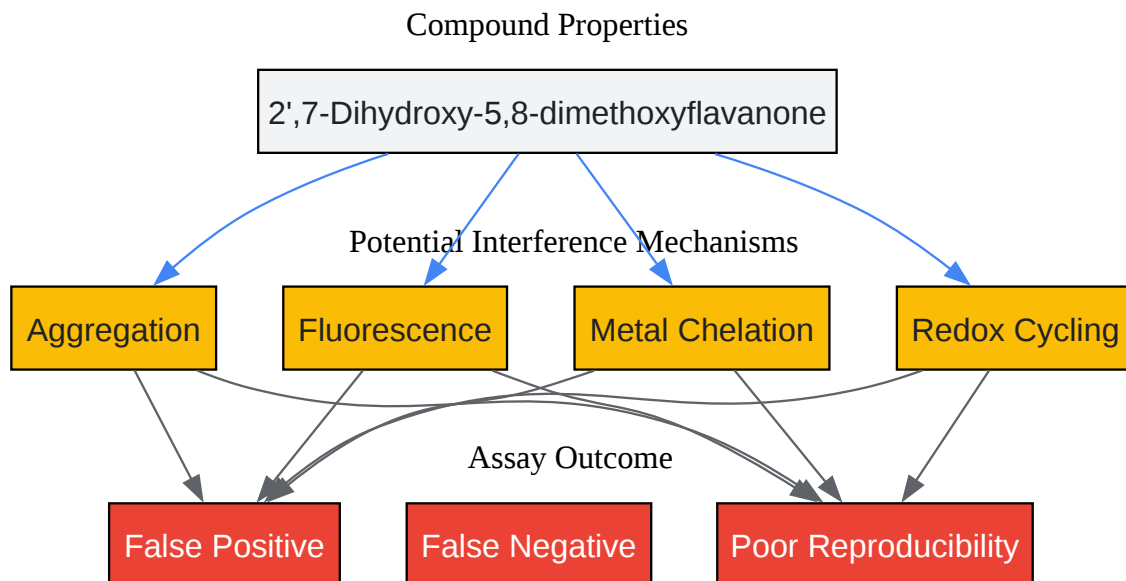 Compound Properties
2',7-Dihydroxy-5,8-dimethoxyflavanone
Potential Interference Mechanisms
Aggregation
Fluorescence
Metal Chelation
Redox Cycling
Assay Outcome
False Positive
False Negative
Poor Reproducibility